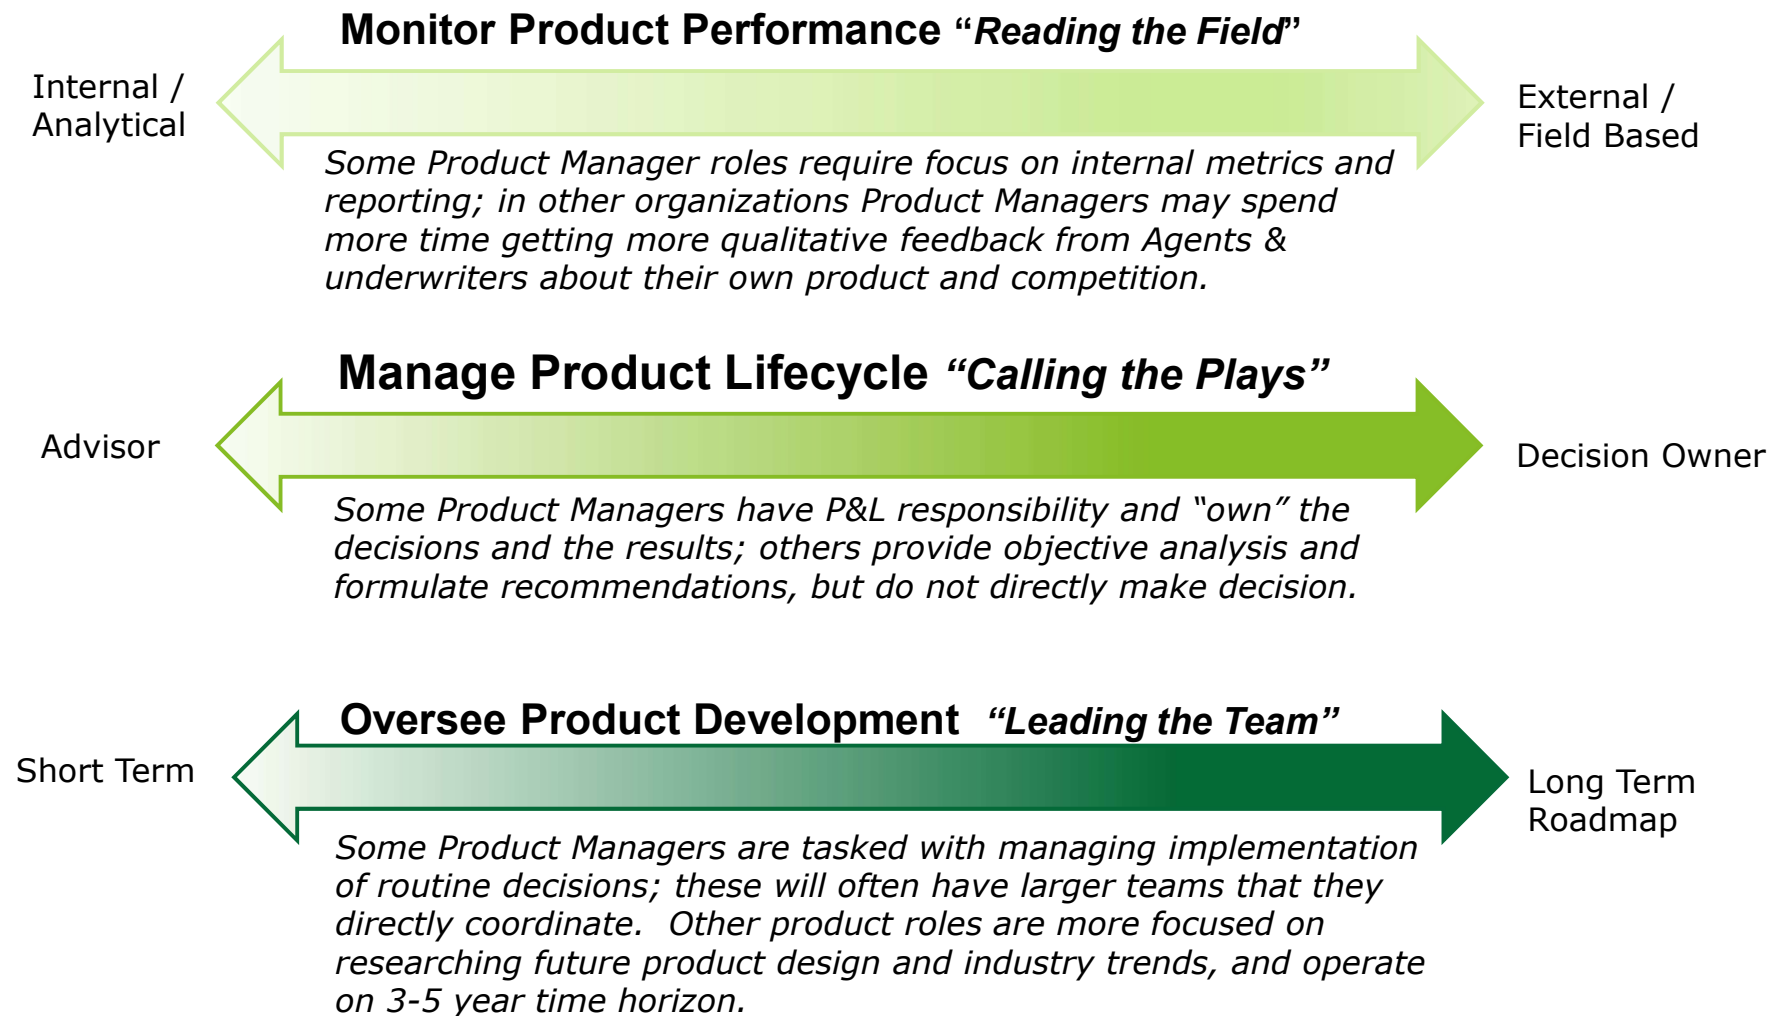 Monitor Product Performance “Reading the Field”
Internal /
Analytical
External /
Field Based
Some Product Manager roles require focus on internal metrics and
reporting; in other organizations Product Managers may spend
more time getting more qualitative feedback from Agents &
underwriters about their own product and competition.
Manage Product Lifecycle “Calling the Plays”
Advisor
Decision Owner
Some Product Managers have P&L responsibility and “own” the
decisions and the results; others provide objective analysis and
formulate recommendations, but do not directly make decision.
Oversee Product Development “Leading the Team”
Short Term
Long Term
Roadmap
Some Product Managers are tasked with managing implementation
of routine decisions; these will often have larger teams that they
directly coordinate.  Other product roles are more focused on
researching future product design and industry trends, and operate
on 3-5 year time horizon.